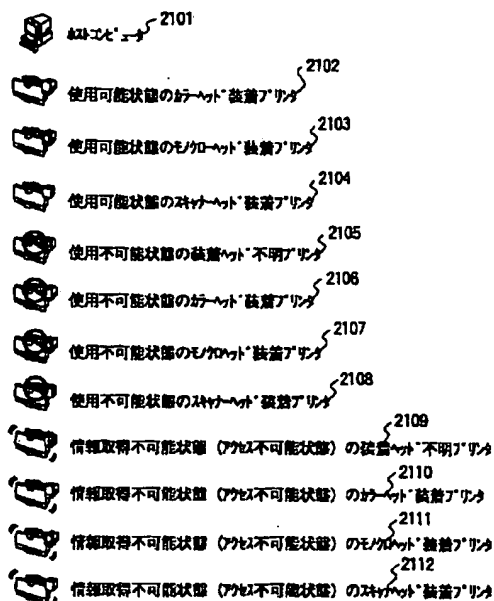 ホストコンピュータ 2101
使用可能状態のカラーヘッド装着プリンタ 2102
使用可能状態のモノクローヘッド装着プリンタ 2103
使用可能状態のスキャナーヘッド装着プリンタ 2104
使用不可能状態の装着ヘッド不明プリンタ 2105
使用不可能状態のカラーヘッド装着プリンタ 2106
使用不可能状態のモノクロヘッド装着プリンタ 2107
使用不可能状態のスキャナーヘッド装着プリンタ 2108
情報取得不可能状態（アクセス不可能状態）の装着ヘッド不明プリンタ 2109
情報取得不可能状態（アクセス不可能状態）のカラーヘッド装着プリンタ 2110
情報取得不可能状態（アクセス不可能状態）のモノクロヘッド装着プリンタ 2111
情報取得不可能状態（アクセス不可能状態）のスキャナヘッド装着プリンタ 2112